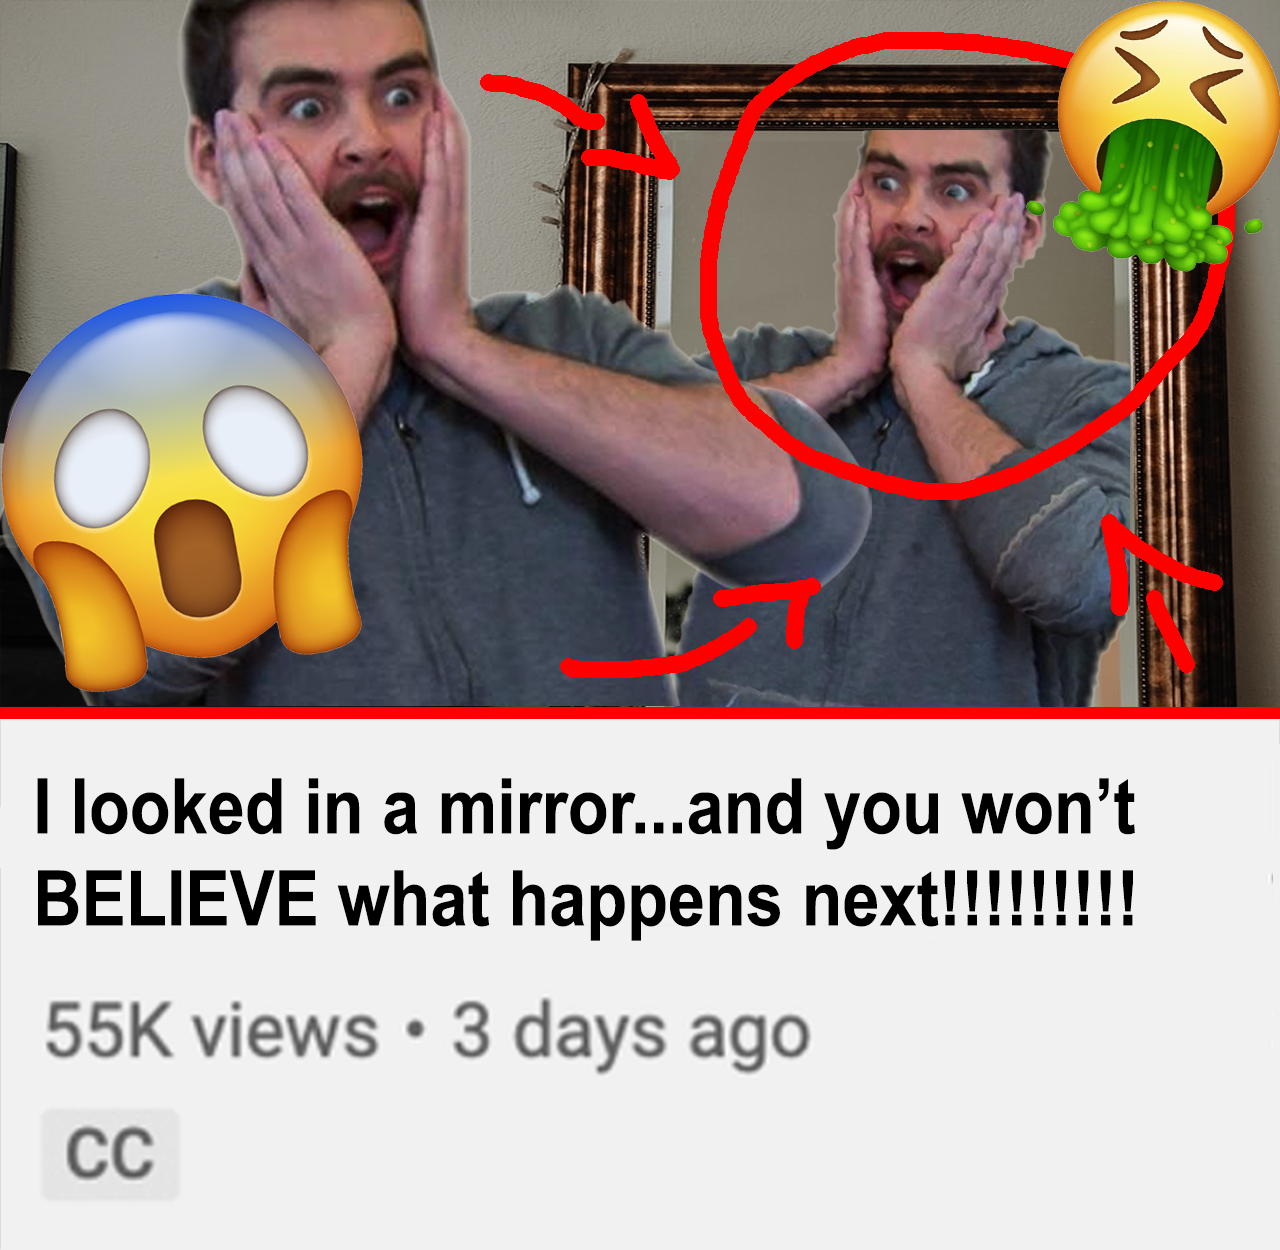 I looked in a mirror...and you won’t
BELIEVE what happens next!!!!!!!!!
55K views • 3 days ago
CC